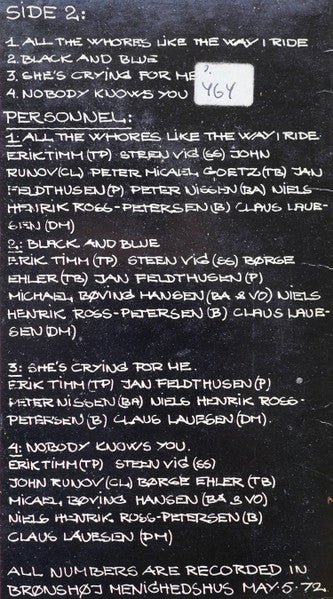 SIDE 2:
1. ALL THE WHORES LIKE THE WAY I RIDE
2. BLACK AND BLUE
3. SHE'S CRYING FOR ME
4. NOBODY KNOWS YOU
464
PERSONNEL:
1. ALL THE WHORES LIKE THE WAY I RIDE.
ERIK TIMM (TP) STEEN VIG (SS) JOHN
RUNOV (CL) PETER MICAEL GOETZ (TB) JAN
FELDTHUSEN (P) PETER NISSEN (BA) NIELS
HENRIK ROSS-PETERSEN (B) CLAUS LAUE-
SEN (DM)
2: BLACK AND BLUE
ERIK TIMM (TP) STEEN VIG (SS) BØRGE
EHLER (TB) JAN FELDTHUSEN (P)
MICHAEL BØVING HANSEN (BA & VO) NIELS
HENRIK ROSS-PETERSEN (B) CLAUS LAUE-
SEN (DM)
3: SHE'S CRYING FOR ME.
ERIK TIMM (TP) JAN FELDTHUSEN (P)
PETER NISSEN (BA) NIELS HENRIK ROSS-
PETERSEN (B) CLAUS LAUESEN (DM).
4: NOBODY KNOWS YOU.
ERIK TIMM (TP) STEEN VIG (SS)
JOHN RUNOV (CL) BØRGE EHLER (TB)
MICAEL BØVING HANSEN (BA & VO)
NIELS HENRIK ROSS-PETERSEN (B)
CLAUS LAUESEN (DM)
ALL NUMBERS ARE RECORDED IN
BRØNSHØJ MENIGHEDSHUS MAY. 5. 72.